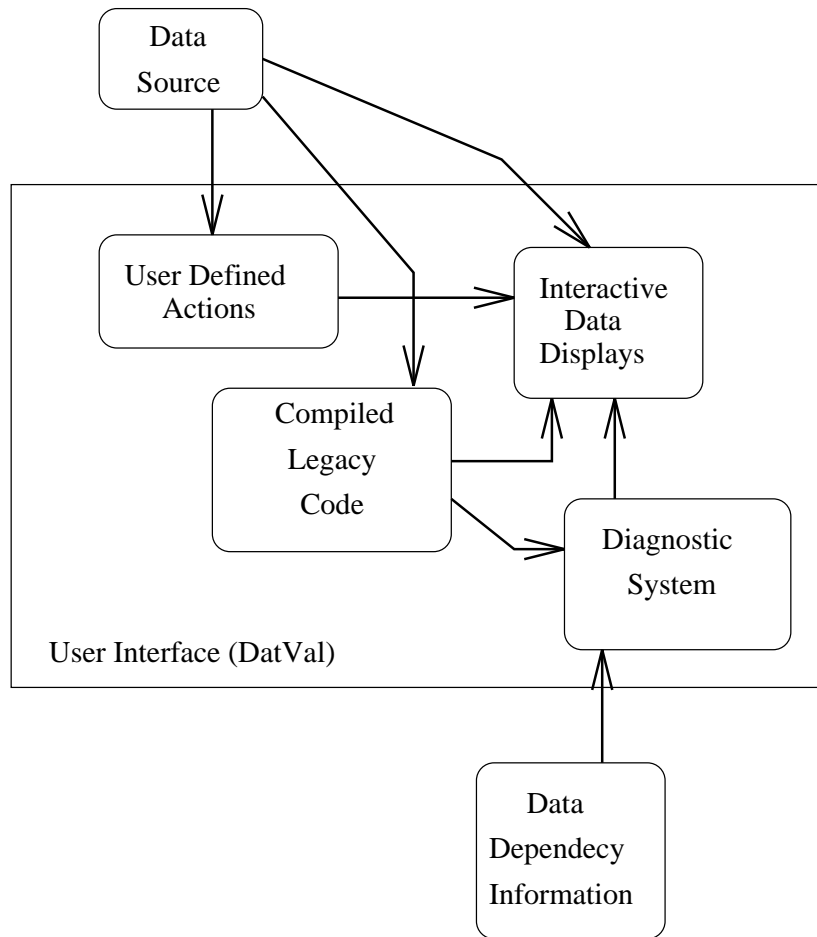 Data
Source
User Defined
Actions
Interactive
Data
Displays
Compiled
Legacy
Code
Diagnostic
System
User Interface (DatVal)
Data
Dependecy
Information